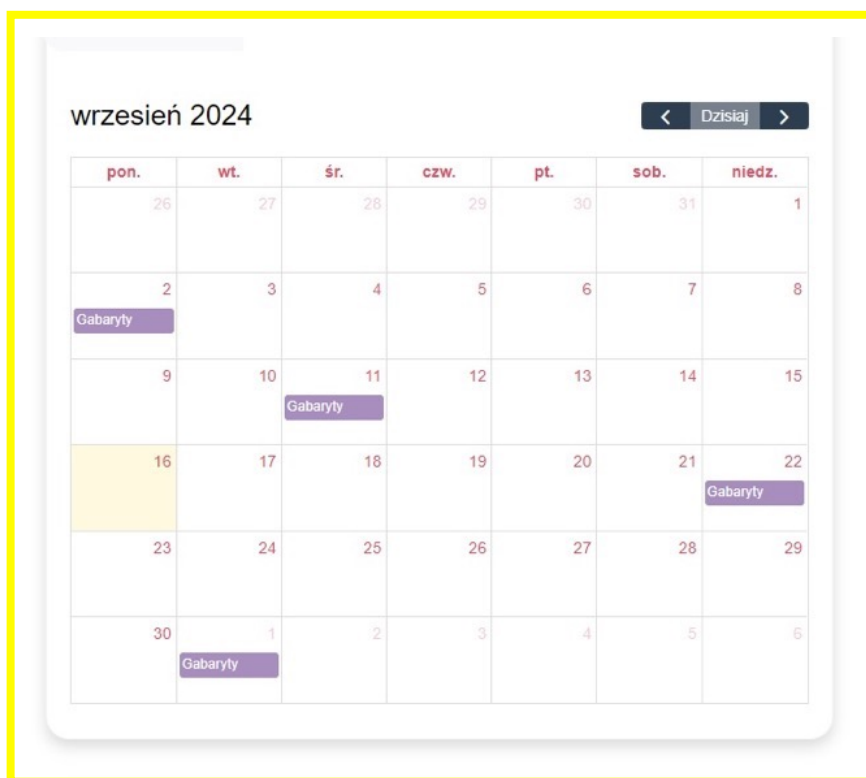 wrzesień 2024
Dzisiaj
pon. wt. śr. czw. pt. sob. niedz.
26 27 28 29 30 31 1
2 3 4 5 6 7 8
Gabaryty
9 10 11 12 13 14 15
Gabaryty
16 17 18 19 20 21 22
Gabaryty
23 24 25 26 27 28 29
30 1 2 3 4 5 6
Gabaryty